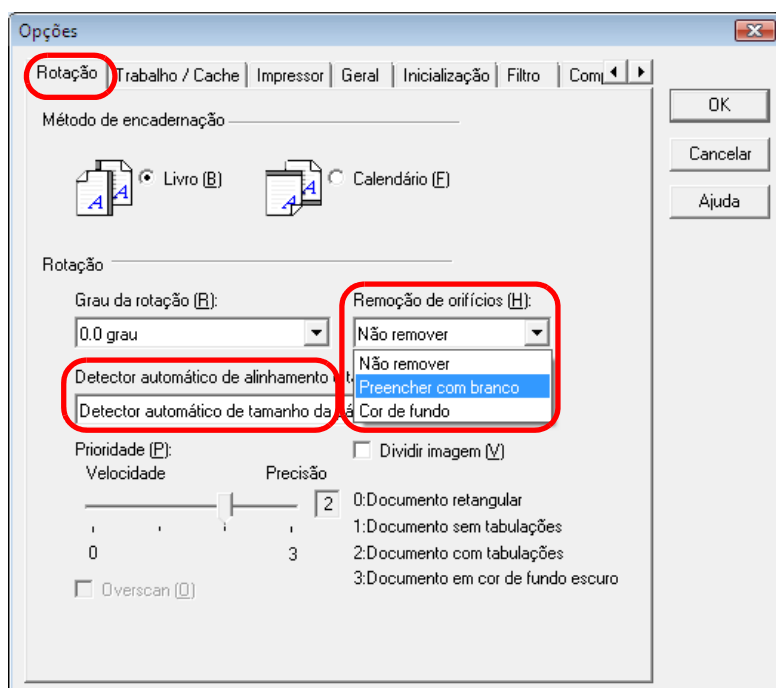 Opções
Rotação Trabalho / Cache Impressor Geral Inicialização Filtro
OK
Cancelar
Ajuda
Método de encadernação
Livro (B)
Calendário (F)
Rotação
Grau da rotação (R):
0.0 grau
Remoção de orifícios (H):
Não remover
Não remover
Preencher com branco
Cor de fundo
Detector automático de alinhamento
Detector automático de tamanho da
Prioridade (P):
Velocidade Precisão
2
0 3
Overscan (O)
Dividir imagem (V)
0:Documento retangular
1:Documento sem tabulações
2:Documento com tabulações
3:Documento em cor de fundo escuro